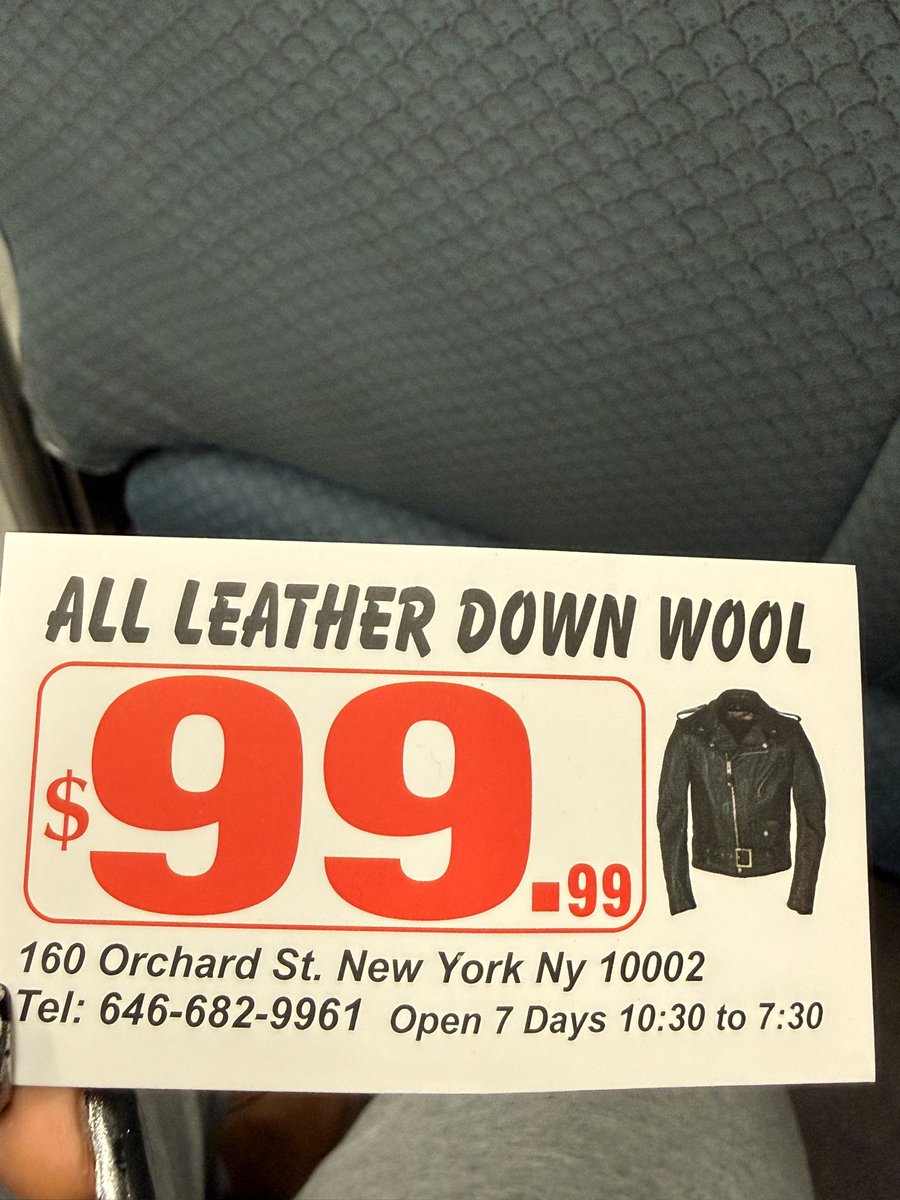 ALL LEATHER DOWN WOOL
$99.99
160 Orchard St. New York Ny 10002
Tel: 646-682-9961 Open 7 Days 10:30 to 7:30